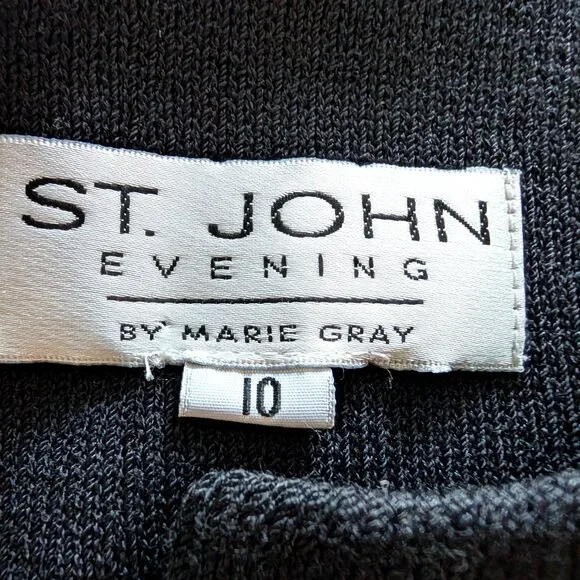 ST. JOHN
EVENING
BY MARIE GRAY
10